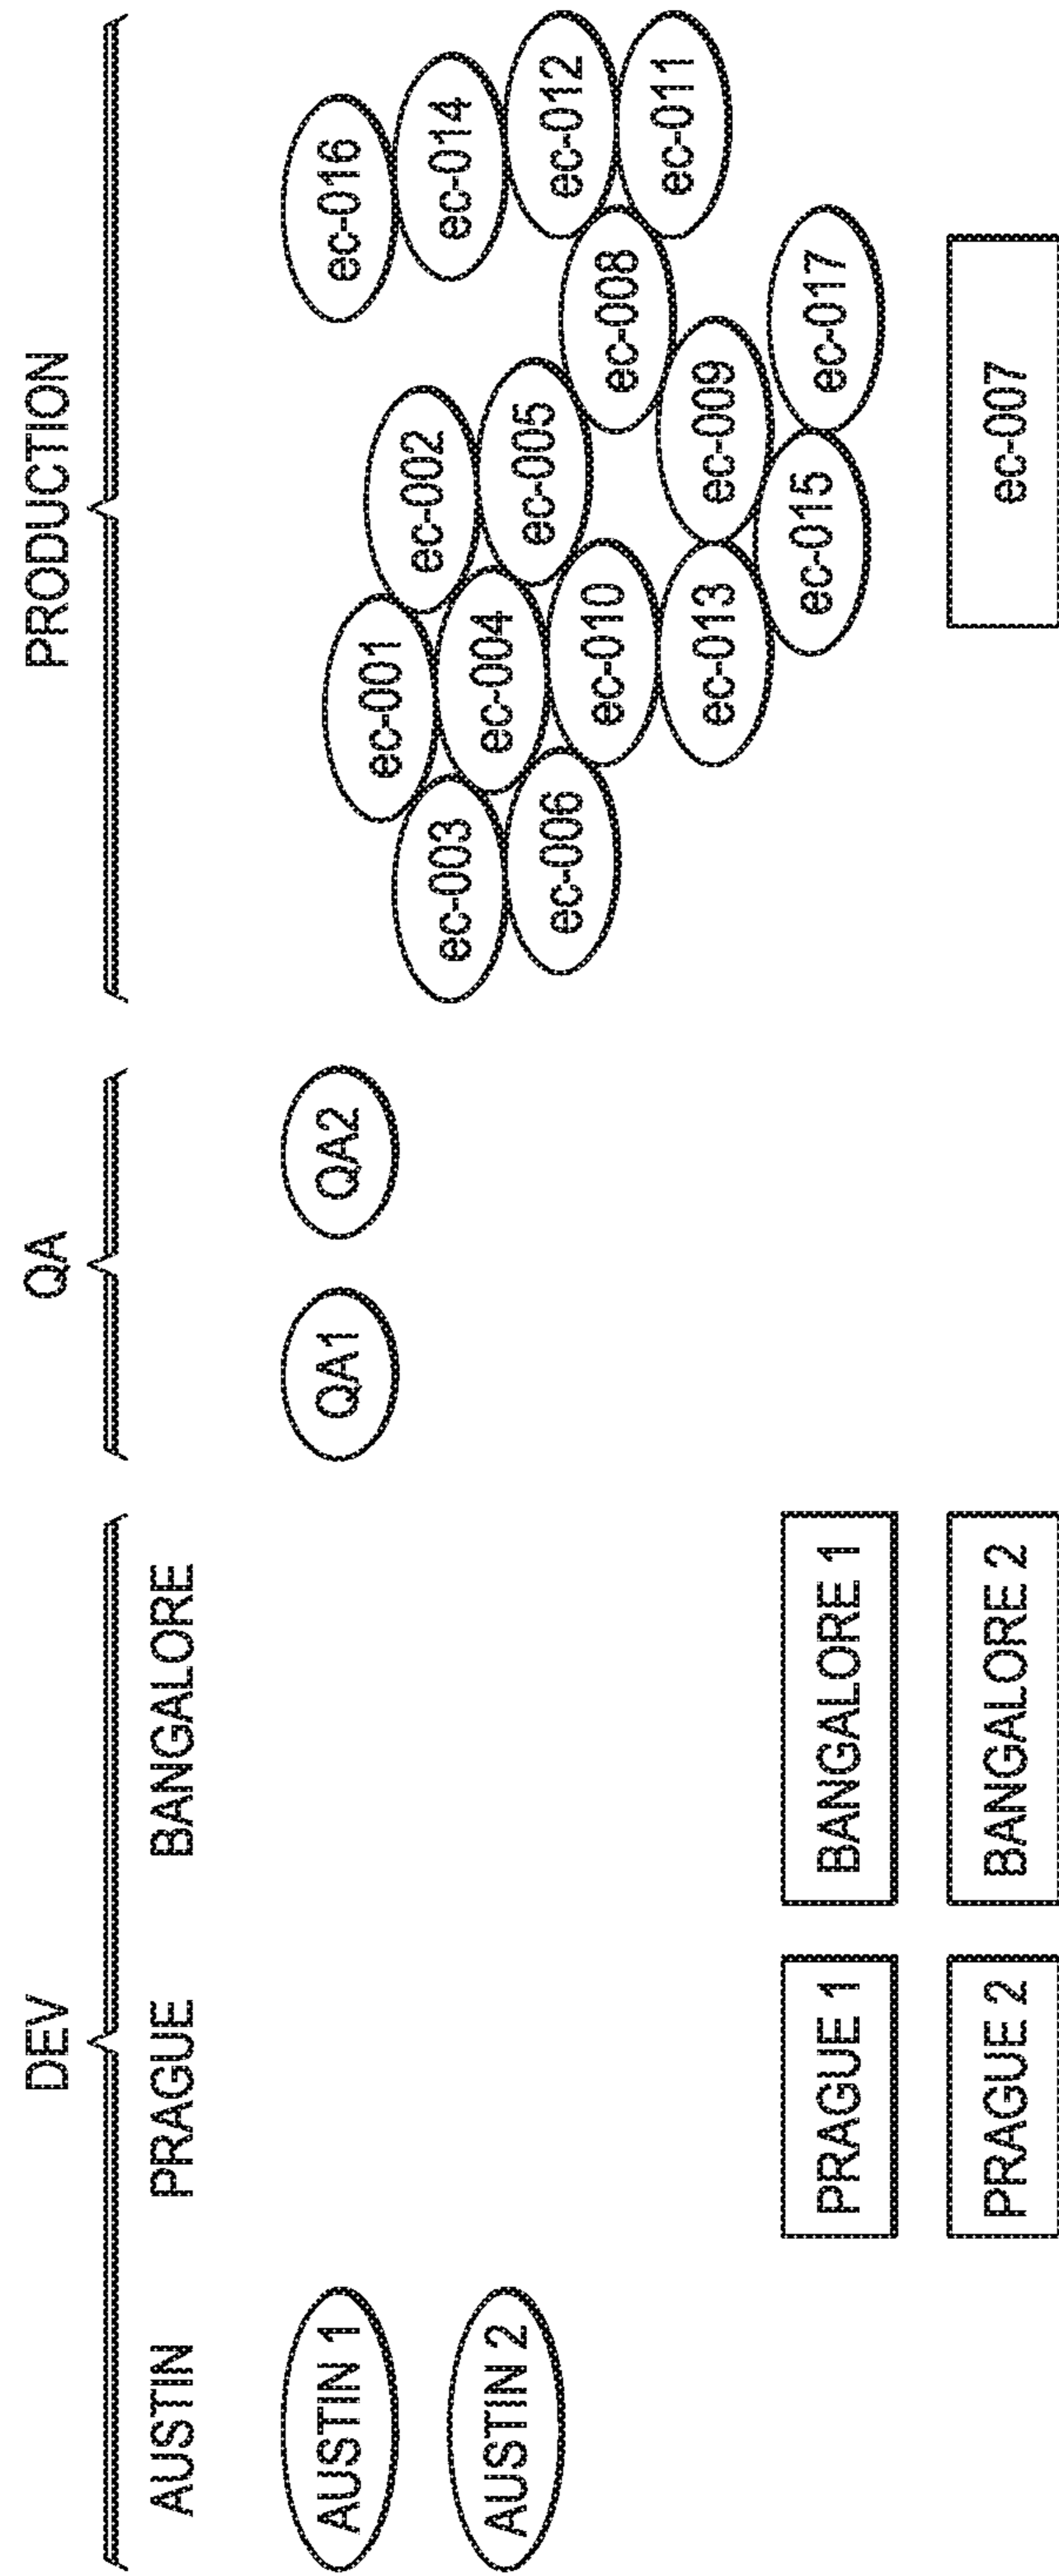 DEV
QA
PRODUCTION
AUSTIN
PRAGUE
BANGALORE
AUSTIN 1
AUSTIN 2
PRAGUE 1
PRAGUE 2
BANGALORE 1
BANGALORE 2
QA1
QA2
ec-016
ec-001
ec-002
ec-014
ec-003
ec-004
ec-005
ec-012
ec-006
ec-010
ec-008
ec-011
ec-013
ec-009
ec-015
ec-017
ec-007